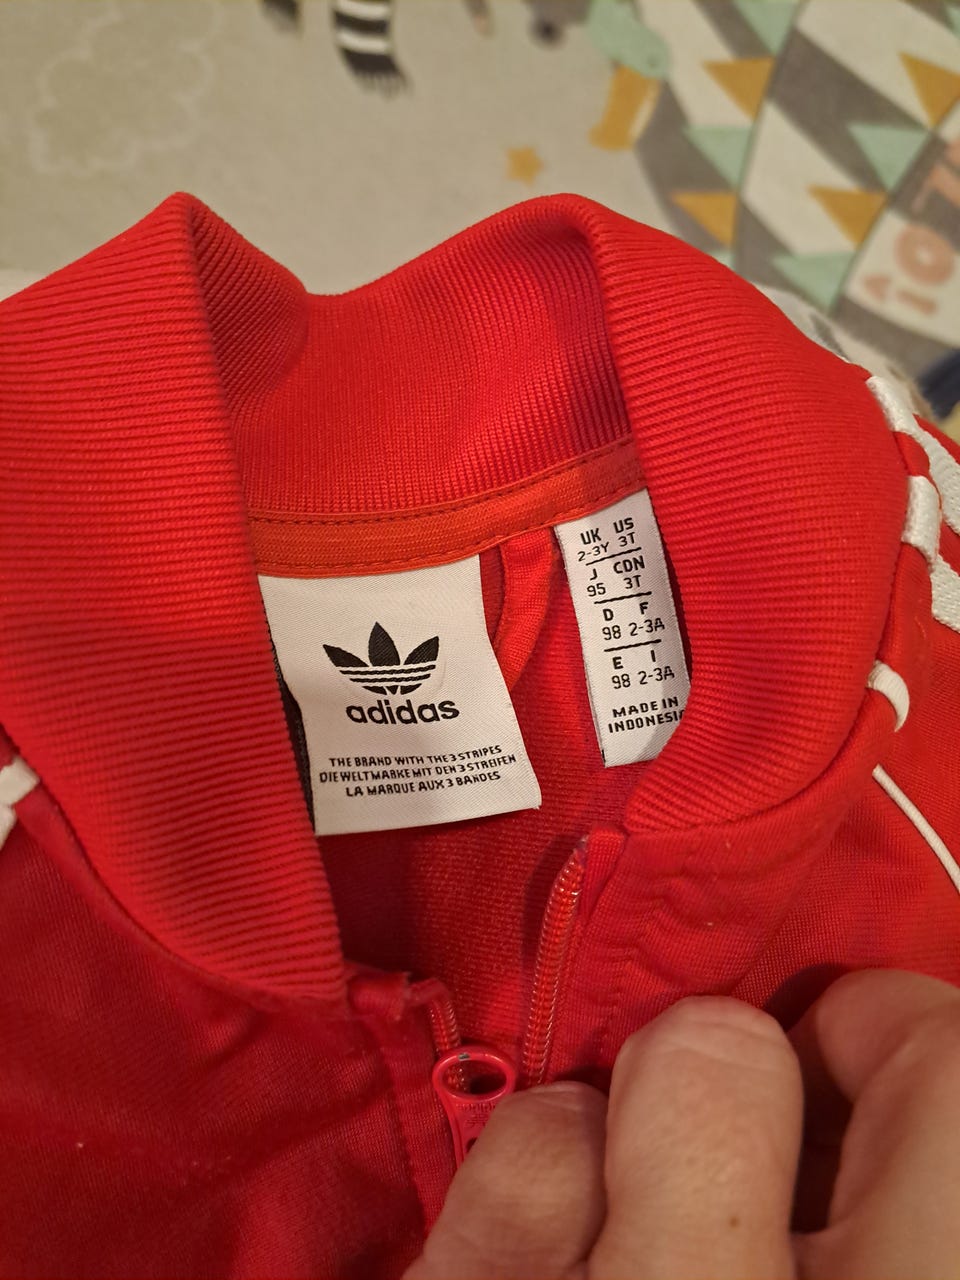 adidas
THE BRAND WITH THE 3 STRIPES
DIE WELTMARKE MIT DEN 3 STREIFEN
LA MARQUE AUX 3 BANDES
UK US
2-3Y 3T
J CDN
95 3T
D F
98 2-3A
E I
98 2-3A
MADE IN
INDONESIA